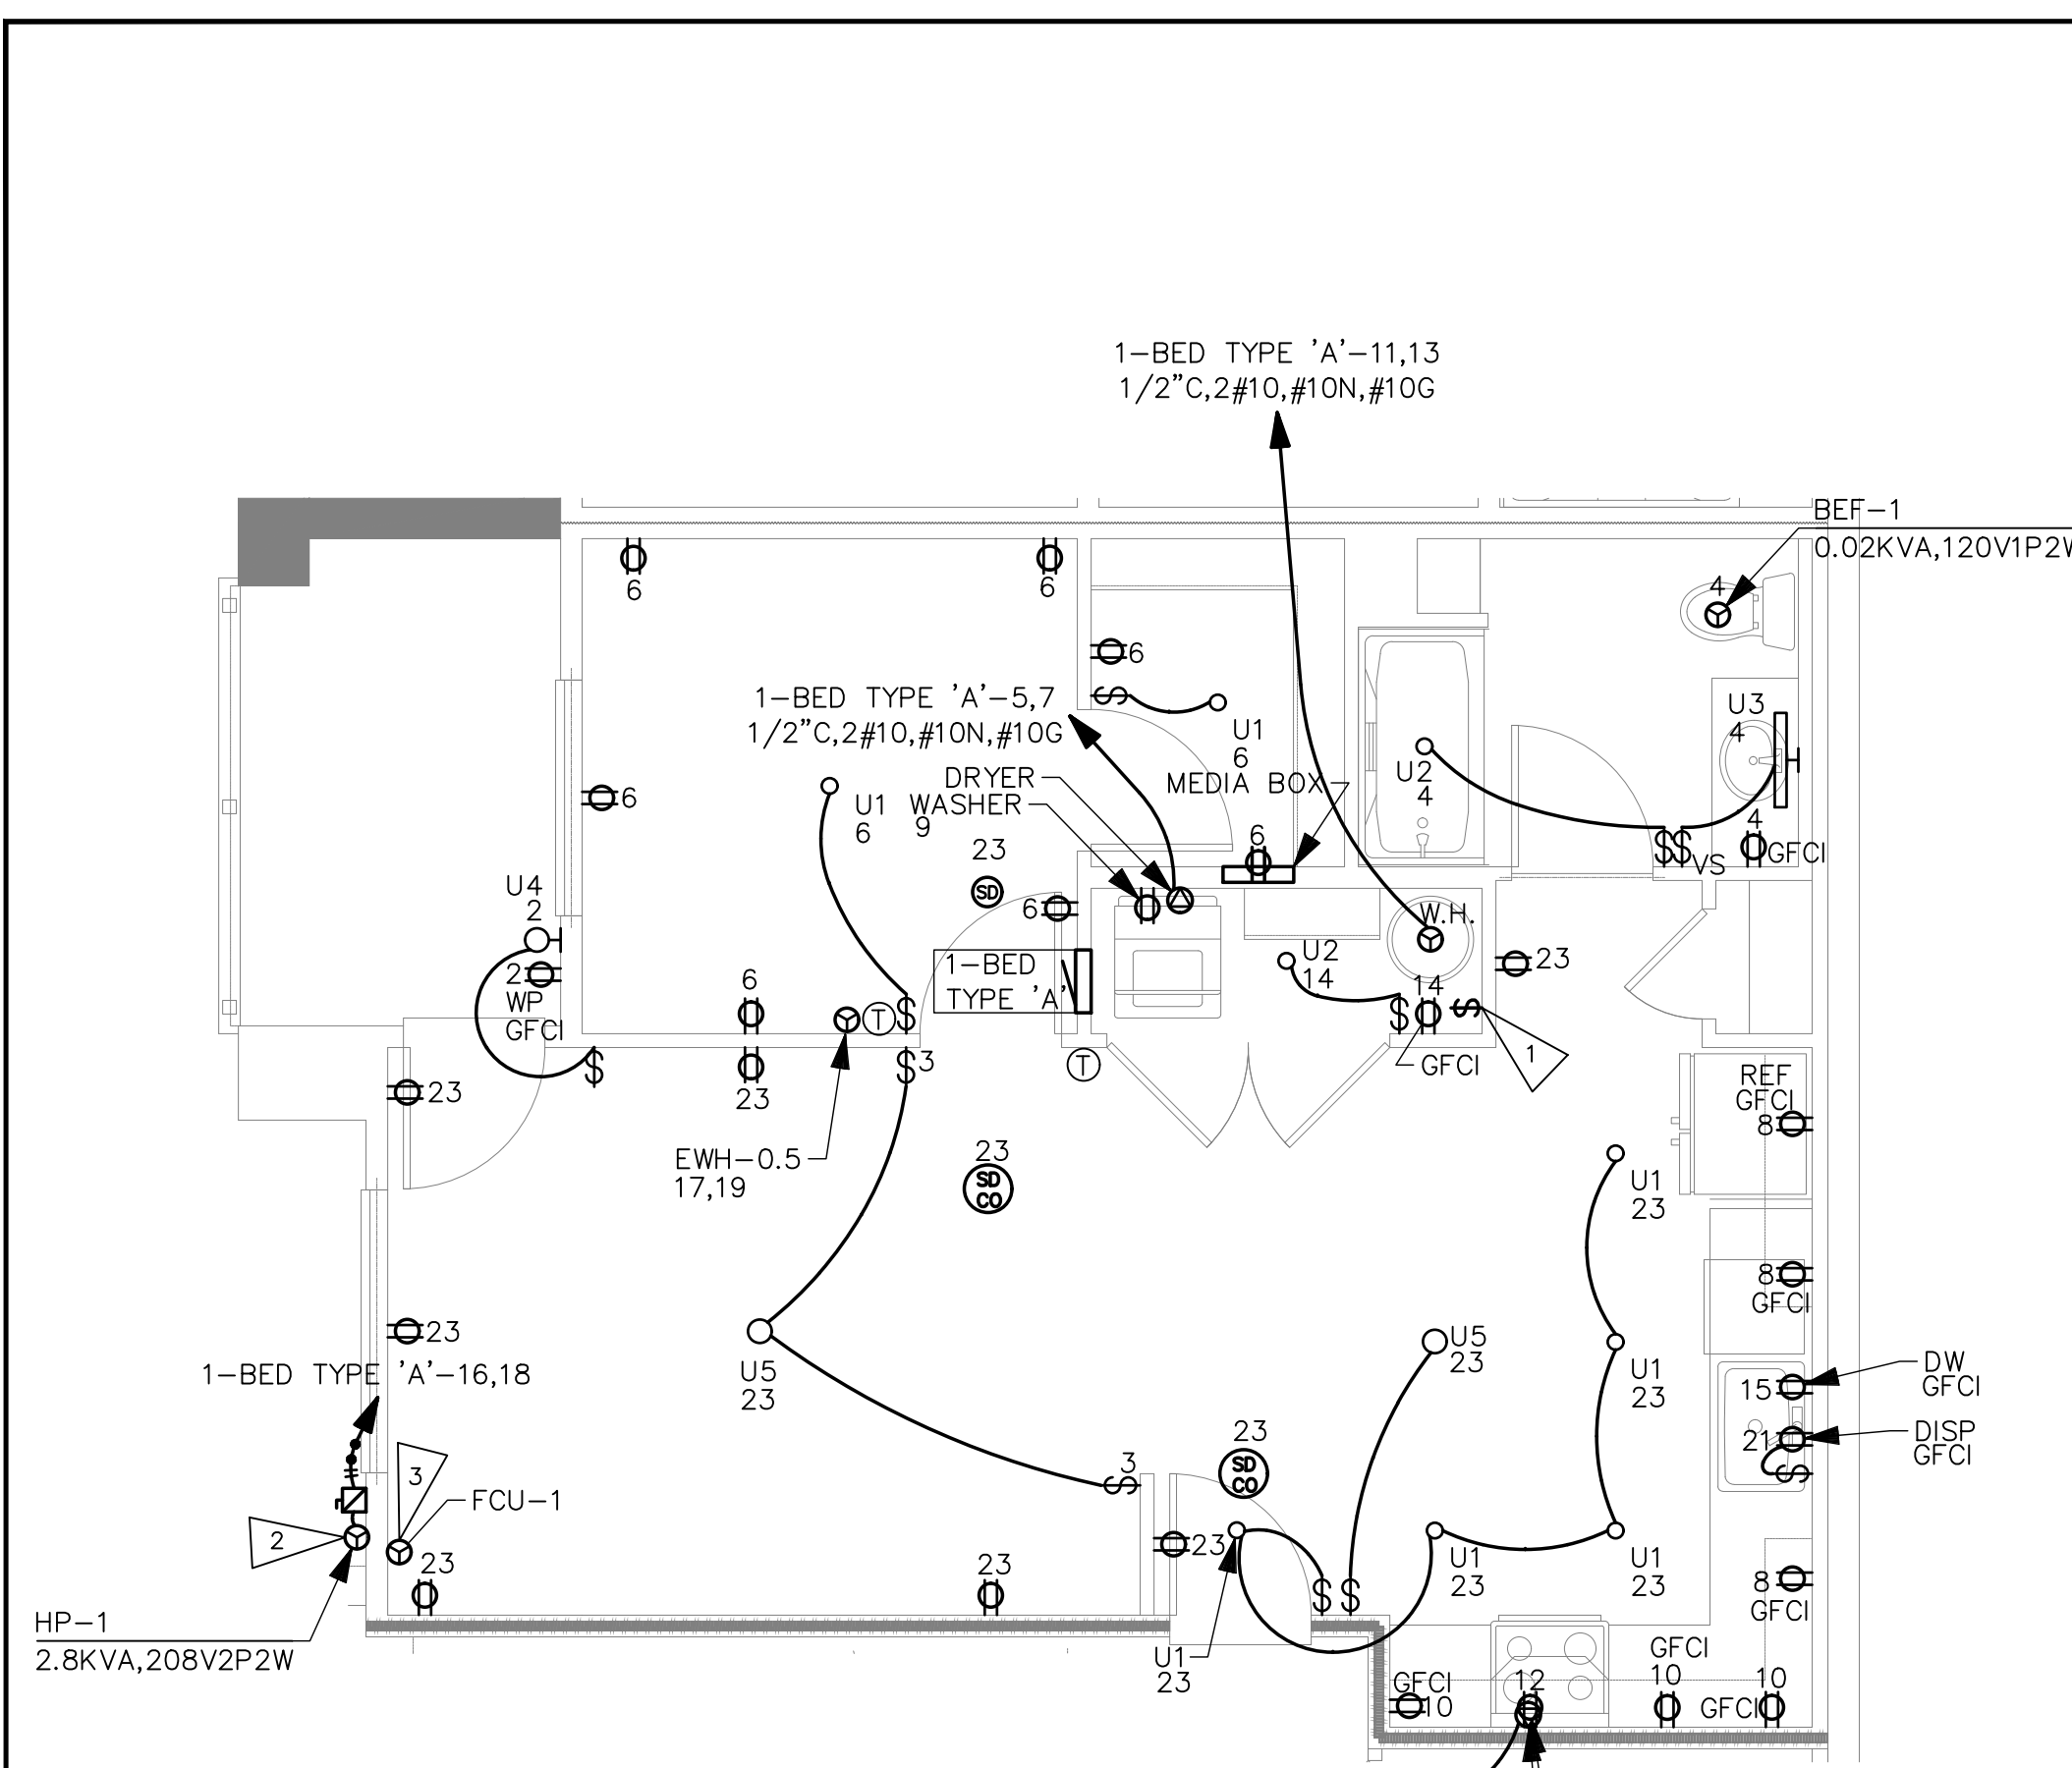 1-BED TYPE 'A'-11,13
1/2"C,2#10,#10N,#10G
BEF-1
0.02KVA,120V1P2W
4
6
6
6
1-BED TYPE 'A'-5,7
1/2"C,2#10,#10N,#10G
U1
6
U3
4
DRYER
MEDIA BOX
U2
4
6
U1
6
WASHER
9
6
4
GFCI
VS
23
SD
U4
2
6
W.H.
2
WP
GFCI
1-BED
TYPE 'A'
U2
14
14
23
6
T
$
$
$
$
$
$
$
$
3
T
GFCI
1
23
23
REF
GFCI
8
EWH-0.5
17,19
23
SD
CO
U1
23
8
GFCI
23
U5
23
U5
23
U1
23
1-BED TYPE 'A'-16,18
DW
GFCI
15
DISP
GFCI
21
$
3
$
23
SD
CO
3
FCU-1
2
23
23
23
$
$
U1
23
U1
23
8
GFCI
HP-1
2.8KVA,208V2P2W
U1
23
GFCI
10
12
GFCI
10
10
GFCI